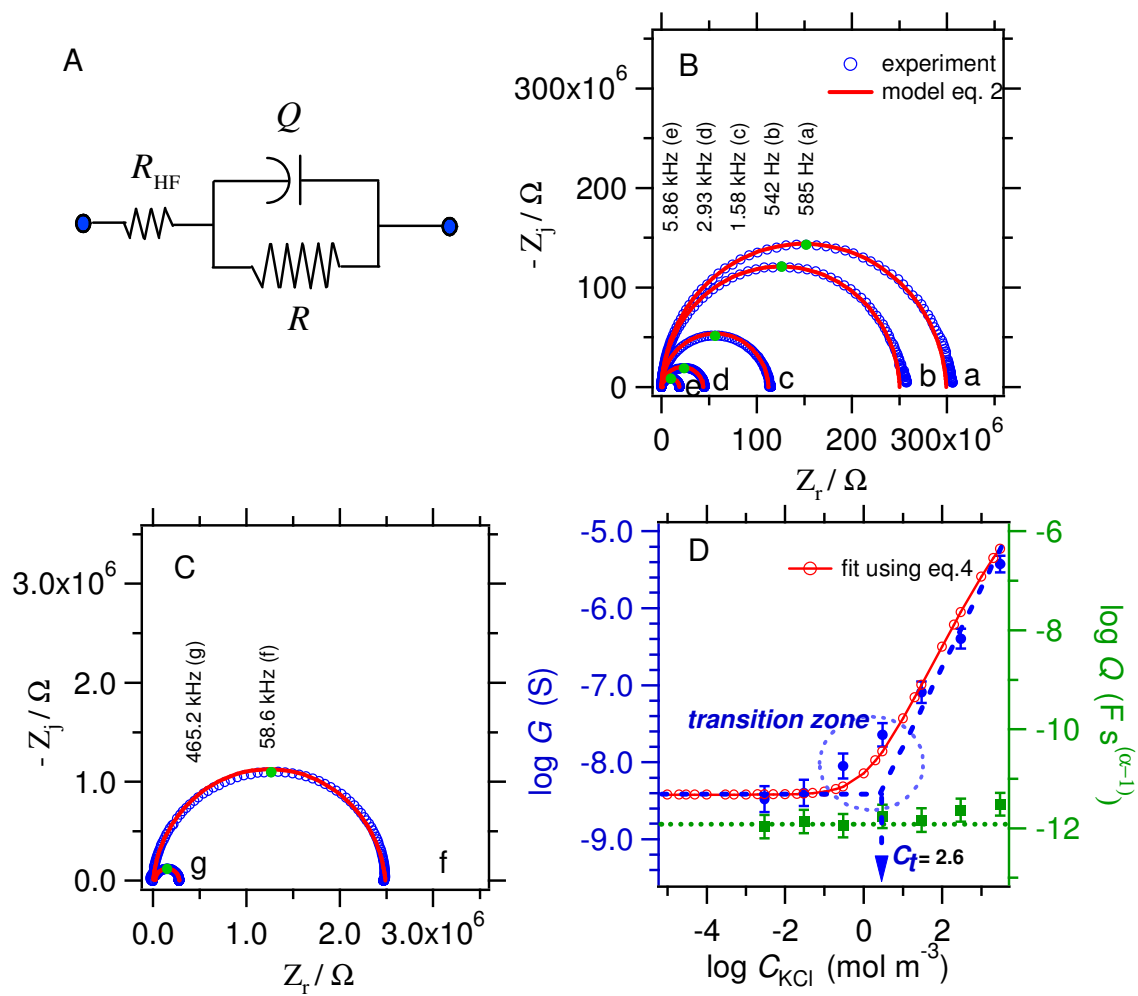 A
Q
R_HF
R
B
experiment
model eq. 2
300x10^6
200
100
0
- Z_j / Ω
5.86 kHz (e)
2.93 kHz (d)
1.58 kHz (c)
542 Hz (b)
585 Hz (a)
e
d
c
b
a
0
100
200
300x10^6
Z_r / Ω
C
3.0x10^6
2.0
1.0
0.0
- Z_j / Ω
465.2 kHz (g)
58.6 kHz (f)
g
f
0.0
1.0
2.0
3.0x10^6
Z_r / Ω
D
fit using eq.4
-5.0
-6.0
-7.0
-8.0
-9.0
log G (S)
transition zone
C_t = 2.6
-6
-8
-10
-12
log Q (F s^(α-1))
-4
-2
0
2
log C_KCl (mol m^-3)